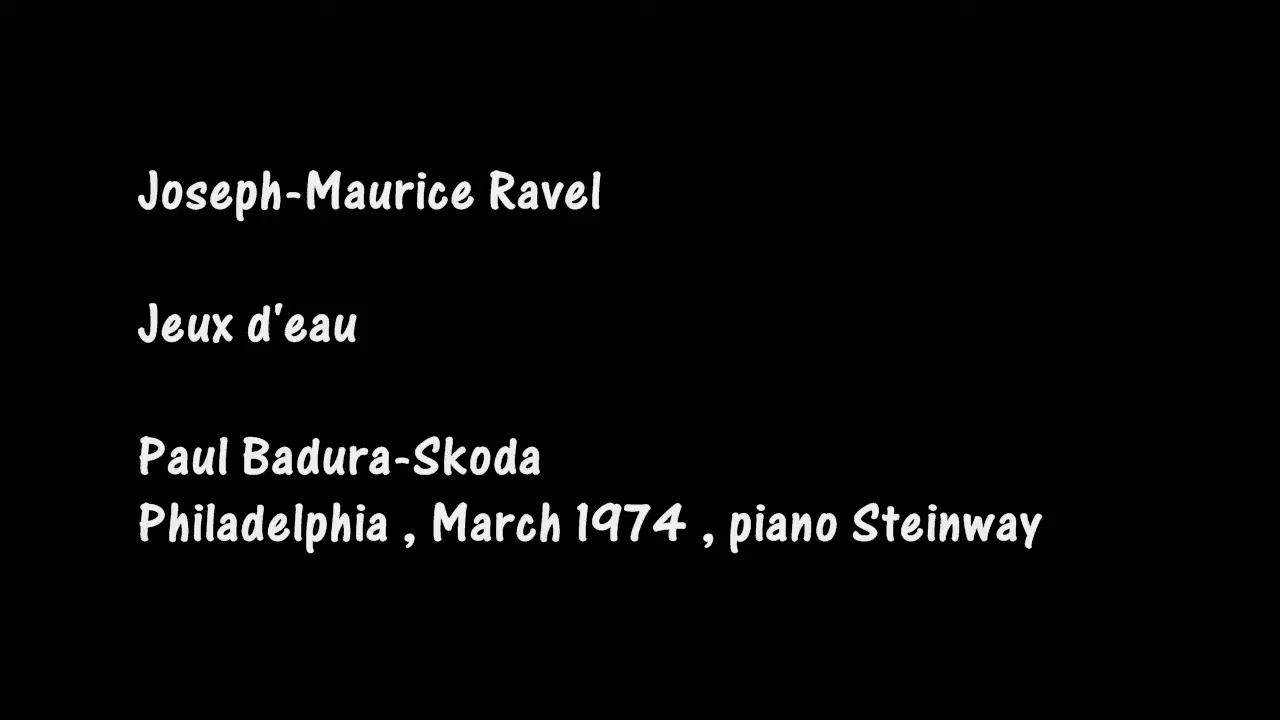 Joseph-Maurice Ravel
Jeux d'eau
Paul Badura-Skoda
Philadelphia , March 1974 , piano Steinway